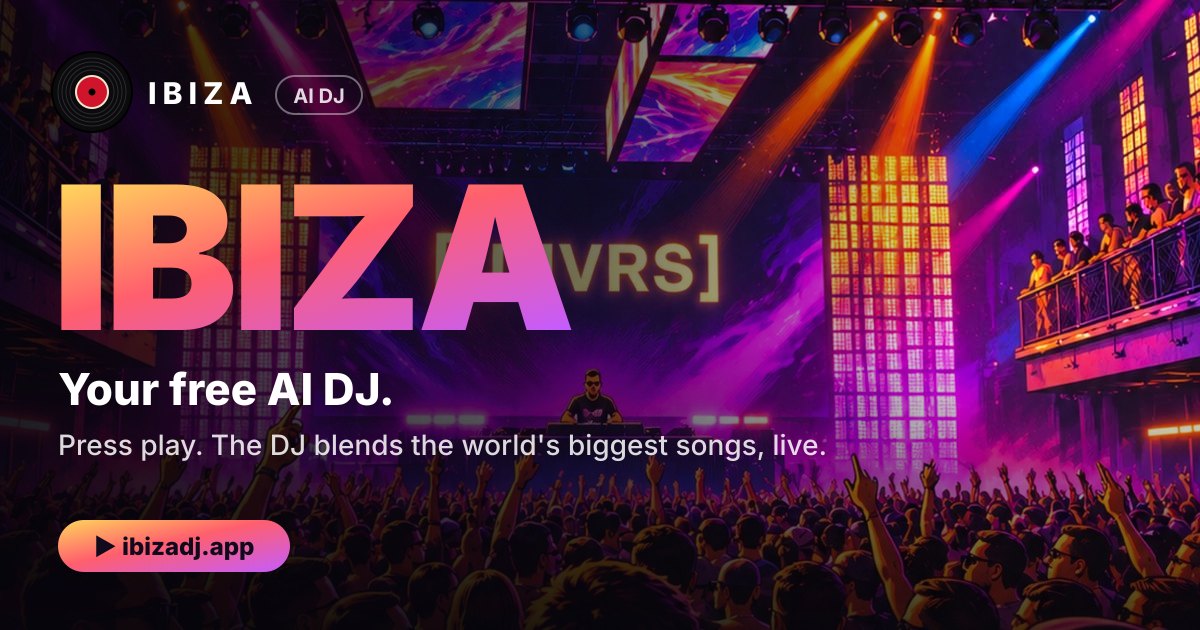 IBIZA AI DJ
IBIZA
VRS]
Your free AI DJ.
Press play. The DJ blends the world's biggest songs, live.
▶ ibizadj.app